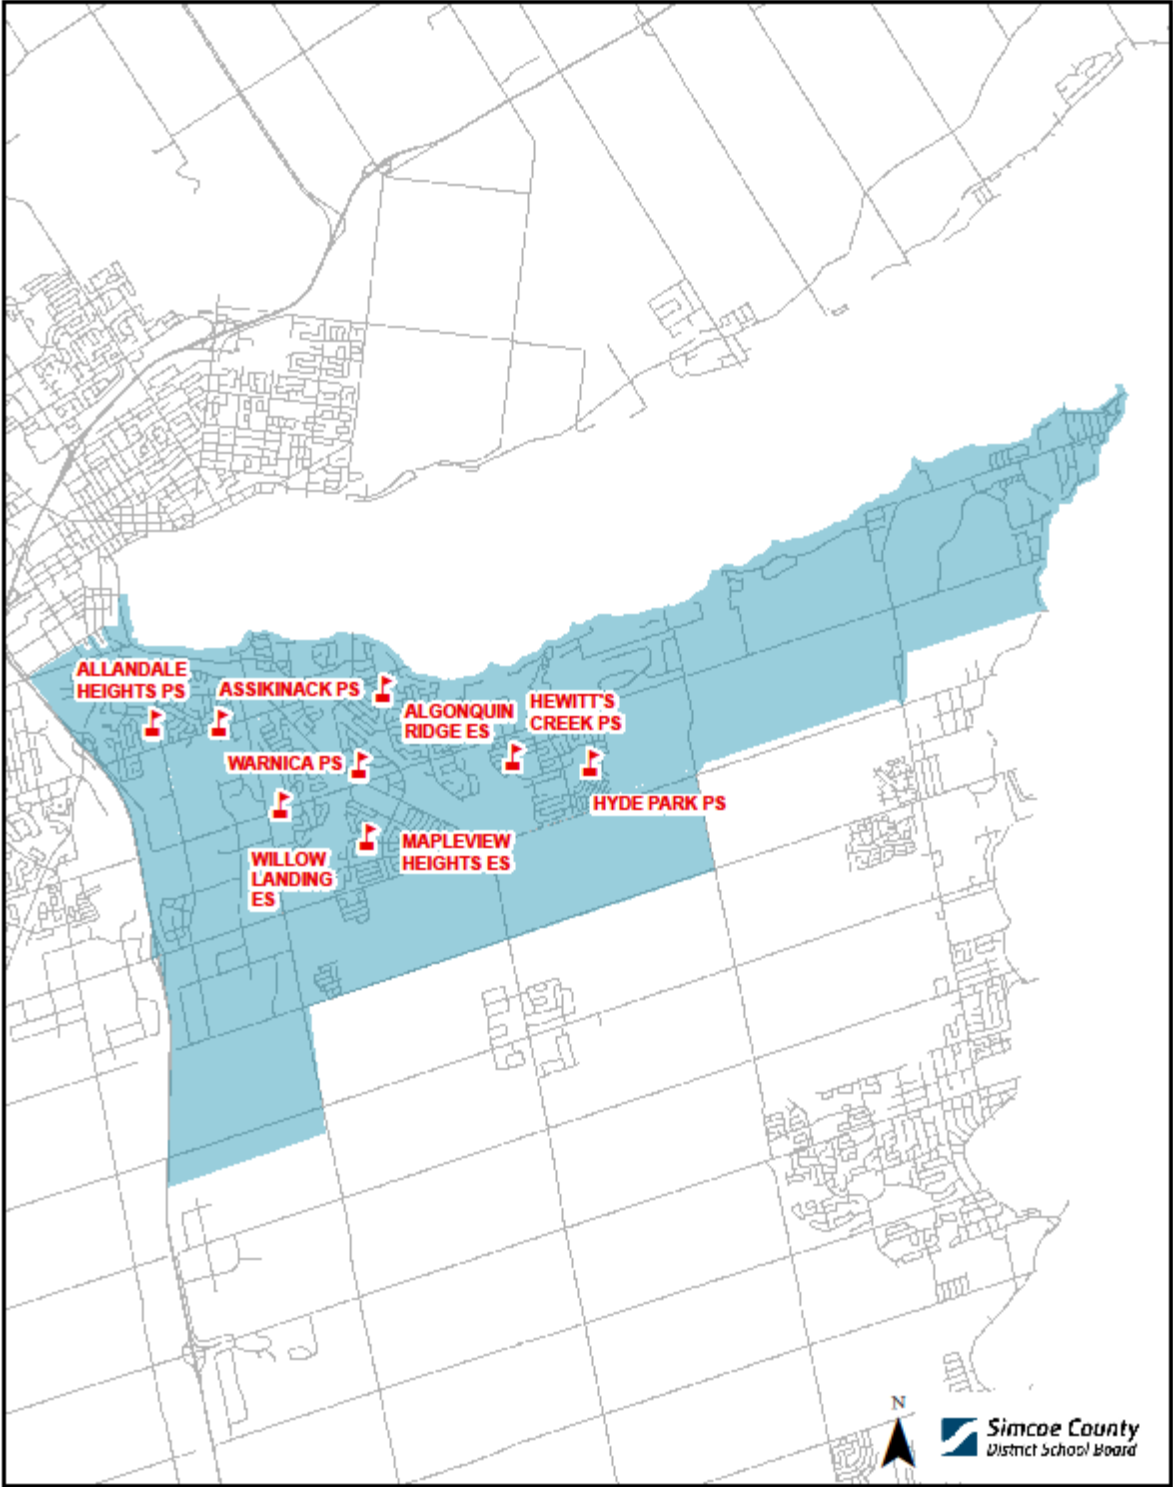 ALLANDALE
HEIGHTS PS
ASSIKINACK PS
ALGONQUIN
RIDGE ES
HEWITT'S
CREEK PS
WARNICA PS
HYDE PARK PS
WILLOW
LANDING
ES
MAPLEVIEW
HEIGHTS ES
N
Simcoe County
District School Board